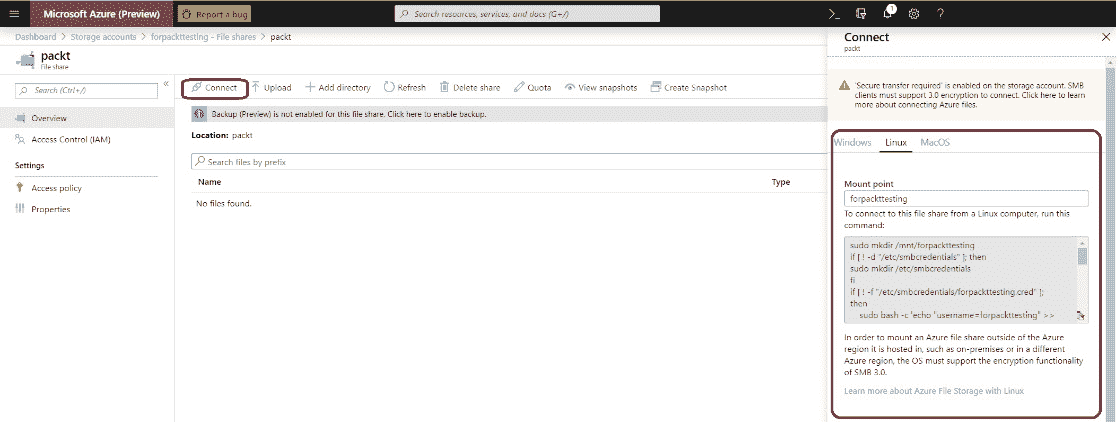 Microsoft Azure (Preview)
Report a bug
Search resources, services, and docs (G+/)
1
?
Dashboard > Storage accounts > forpackttesting - File shares > packt
packt
File share
Search (Ctrl+/)
«
Overview
Access Control (IAM)
Settings
Access policy
Properties
Connect
Upload
Add directory
Refresh
Delete share
Quota
View snapshots
Create Snapshot
Backup (Preview) is not enabled for this file share. Click here to enable backup.
Location: packt
Search files by prefix
Name
Type
No files found.
Connect
packt
'Secure transfer required' is enabled on the storage account. SMB
clients must support 3.0 encryption to connect. Click here to learn
more about connecting Azure files.
Windows
Linux
MacOS
Mount point
forpackttesting
To connect to this file share from a Linux computer, run this
command:
sudo mkdir /mnt/forpackttesting
if [ ! -d "/etc/smbcredentials" ]; then
sudo mkdir /etc/smbcredentials
fi
if [ ! -f "/etc/smbcredentials/forpackttesting.cred" ];
then
sudo bash -c 'echo "username=forpackttesting" >>
In order to mount an Azure file share outside of the Azure
region it is hosted in, such as on-premises or in a different
Azure region, the OS must support the encryption functionality
of SMB 3.0.
Learn more about Azure File Storage with Linux